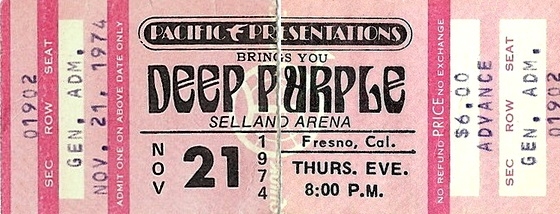 01902
SEC ROW SEAT
GEN. ADM.
NOV. 21, 1974
ADMIT ONE ON ABOVE DATE ONLY
PACIFIC PRESENTATIONS
BRINGS YOU
DEEP PURPLE
SELLAND ARENA
NOV
21
1974
Fresno, Cal.
THURS. EVE.
8:00 P.M.
NO REFUND PRICE NO EXCHANGE
$6.00
ADVANCE
SEC ROW SEAT
GEN. ADM.
01902